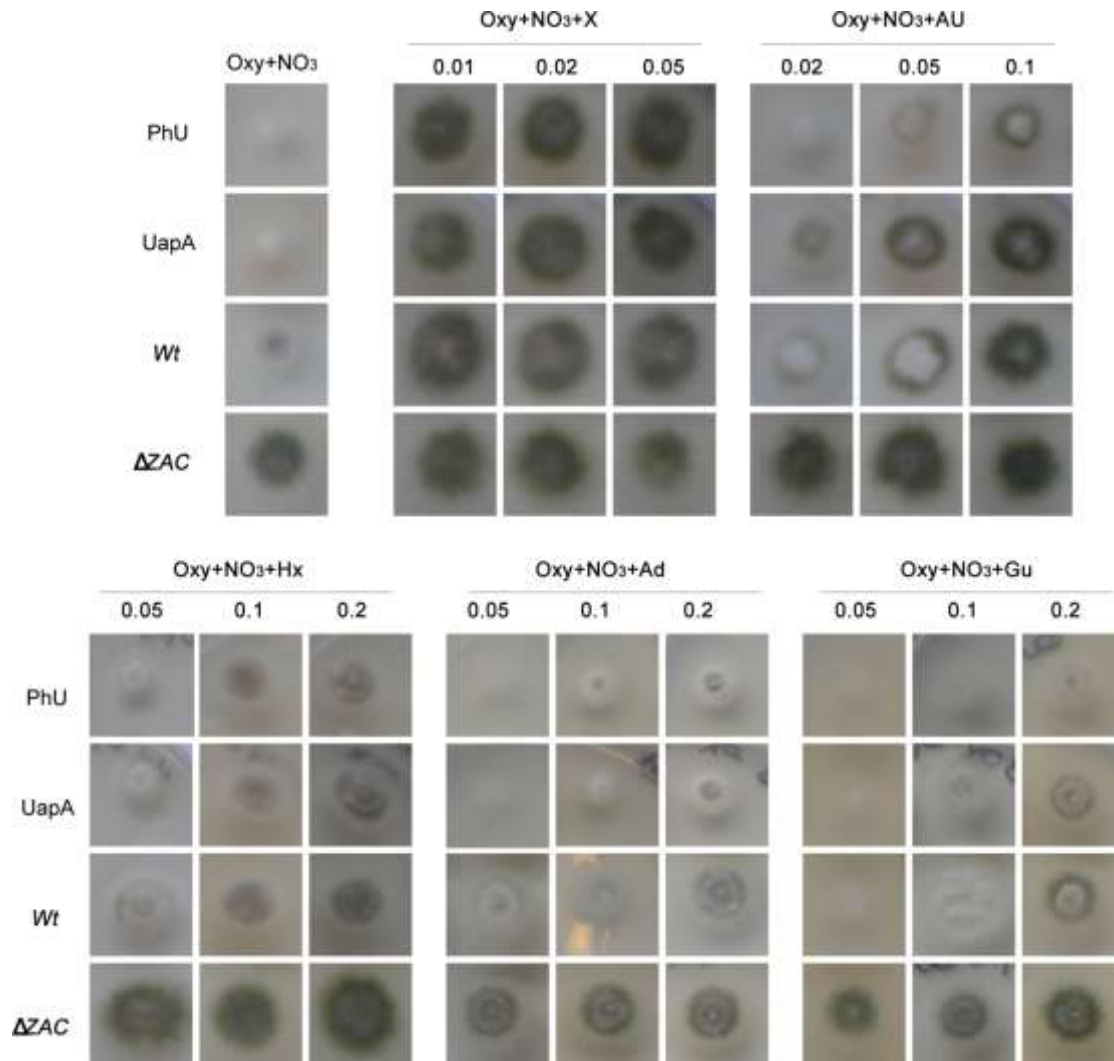 Oxy+NO₃+X Oxy+NO₃+AU
Oxy+NO₃ 0.01 0.02 0.05 0.02 0.05 0.1
PhU
UapA
Wt
ΔZAC
Oxy+NO₃+Hx Oxy+NO₃+Ad Oxy+NO₃+Gu
0.05 0.1 0.2 0.05 0.1 0.2 0.05 0.1 0.2
PhU
UapA
Wt
ΔZAC